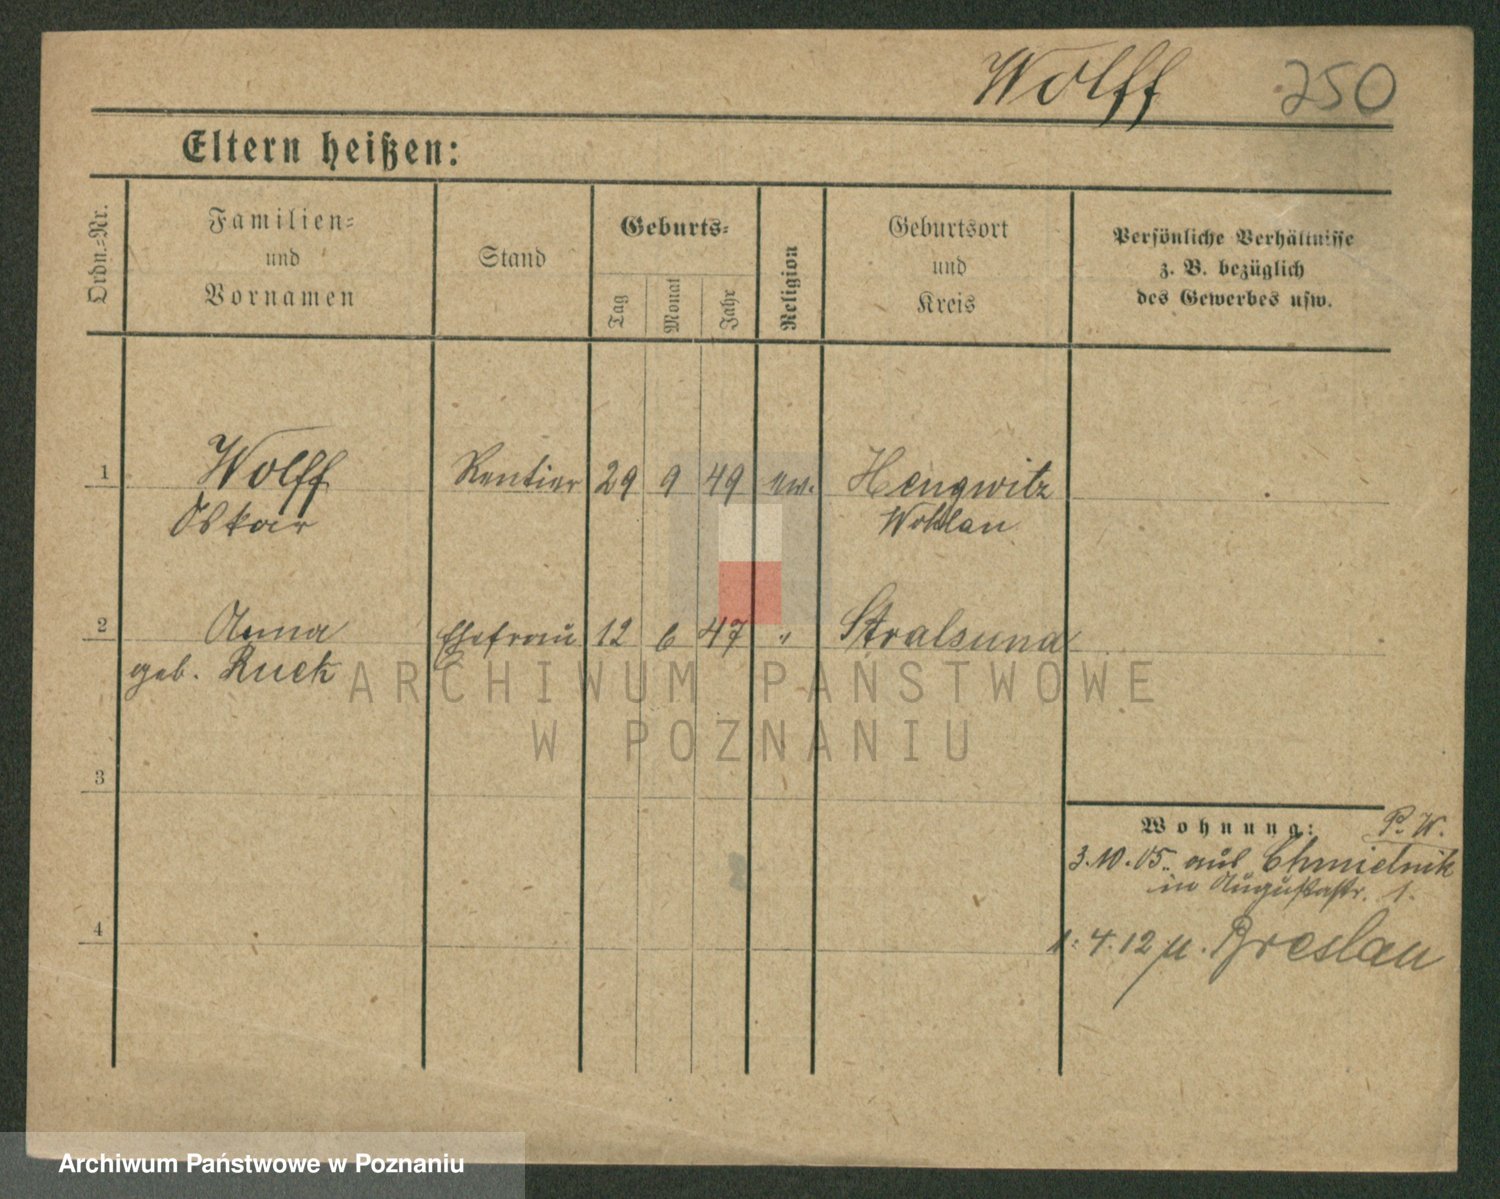 Wolff 250
Eltern heißen:
Ordn.-Nr.
Familien-
und
Vornamen
Stand
Geburts-
Tag
Monat
Jahr
Religion
Geburtsort
und
Kreis
Persönliche Verhältnisse
z. B. bezüglich
des Gewerbes usw.
1 Wolff Rentier 29 9 49 ev. Hengwitz
Oskar Wohlau
2 Anna Ehefrau 12 6 47 " Stralsund
geb. Ruck
3
4
Wohnung: P. W.
3.10.05. aus Chmielnik
in Augustastr. 1.
1.4.12 n. Breslau
ARCHIWUM PAŃSTWOWE
W POZNANIU
Archiwum Państwowe w Poznaniu